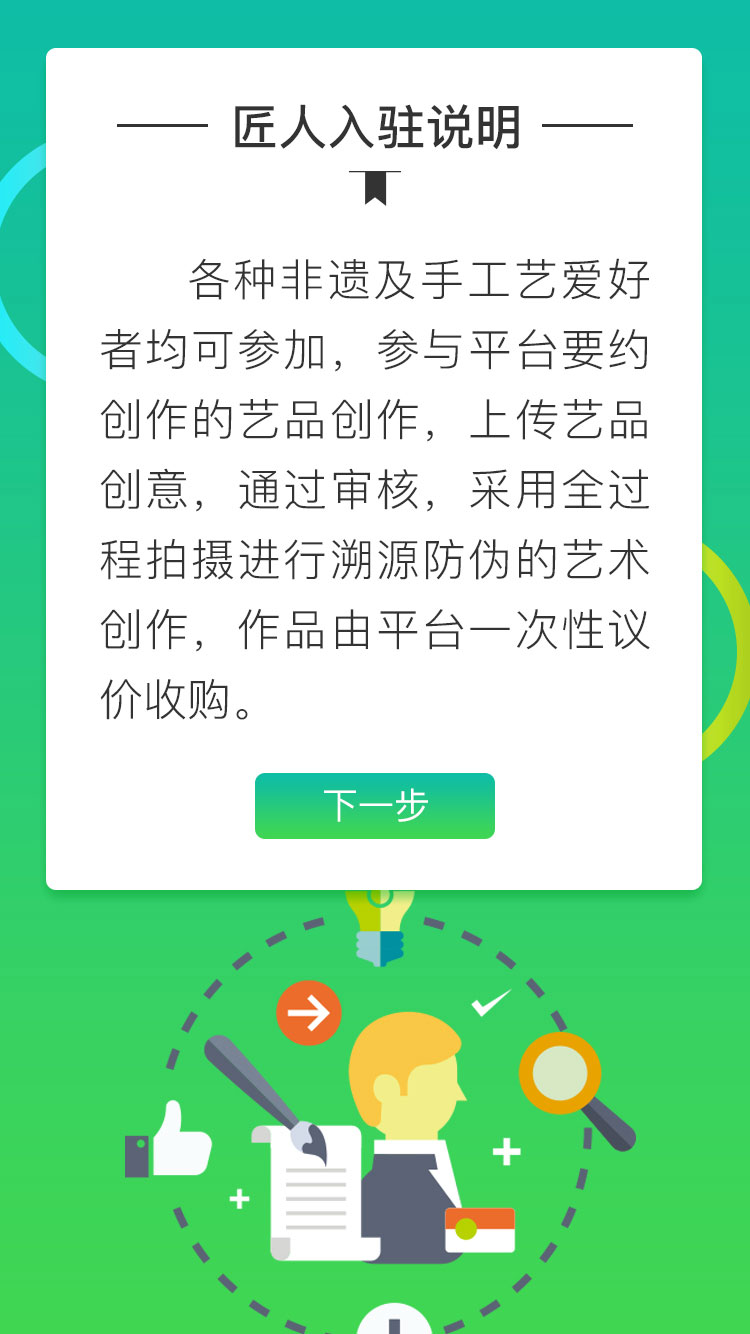 匠人入驻说明
各种非遗及手工艺爱好
者均可参加，参与平台要约
创作的艺品创作，上传艺品
创意，通过审核，采用全过
程拍摄进行溯源防伪的艺术
创作，作品由平台一次性议
价收购。
下一步